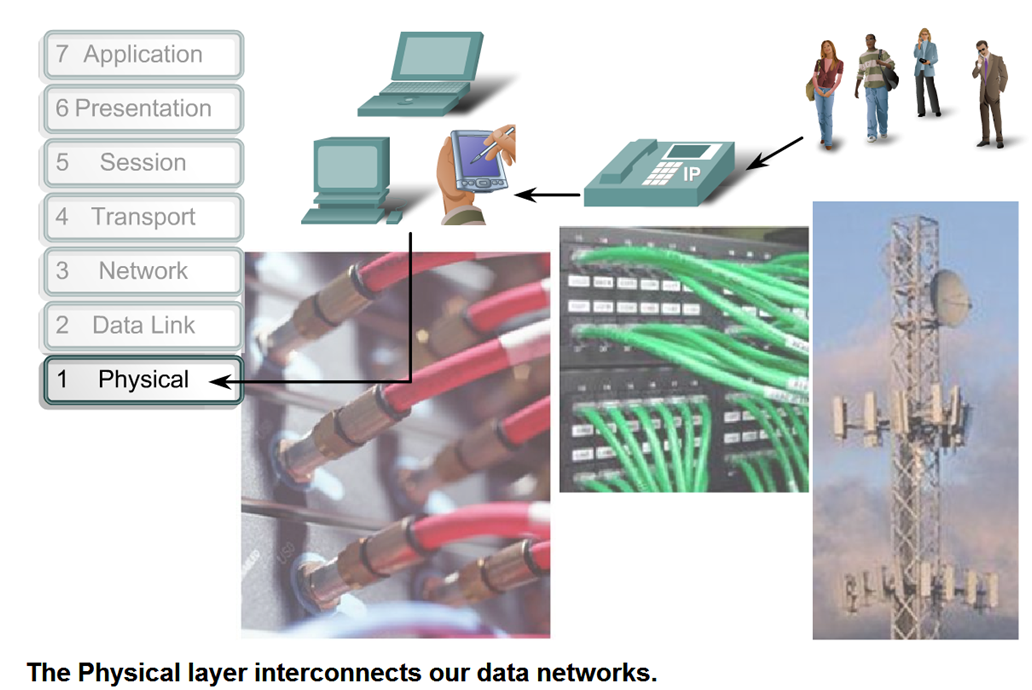 7 Application
6 Presentation
5 Session
4 Transport
3 Network
2 Data Link
1 Physical
IP
The Physical layer interconnects our data networks.